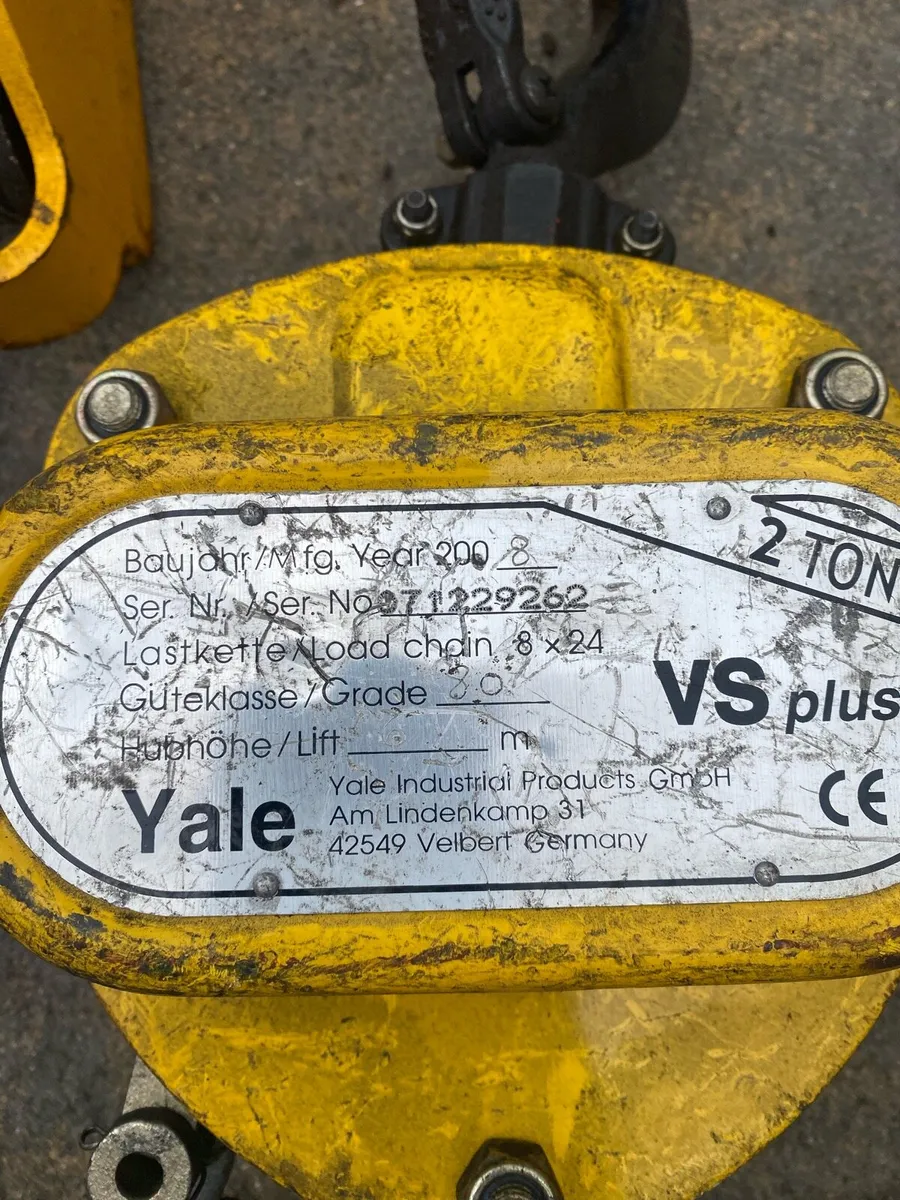 Baujahr/Mfg. Year 2008
Ser. Nr. /Ser. No 071229262
Lastkette/Load chain 8 x 24
Güteklasse/Grade 80
Hubhöhe/Lift m
2 TON
VS plus
Yale
Yale Industrial Products GmbH
Am Lindenkamp 31
42549 Velbert Germany
CE